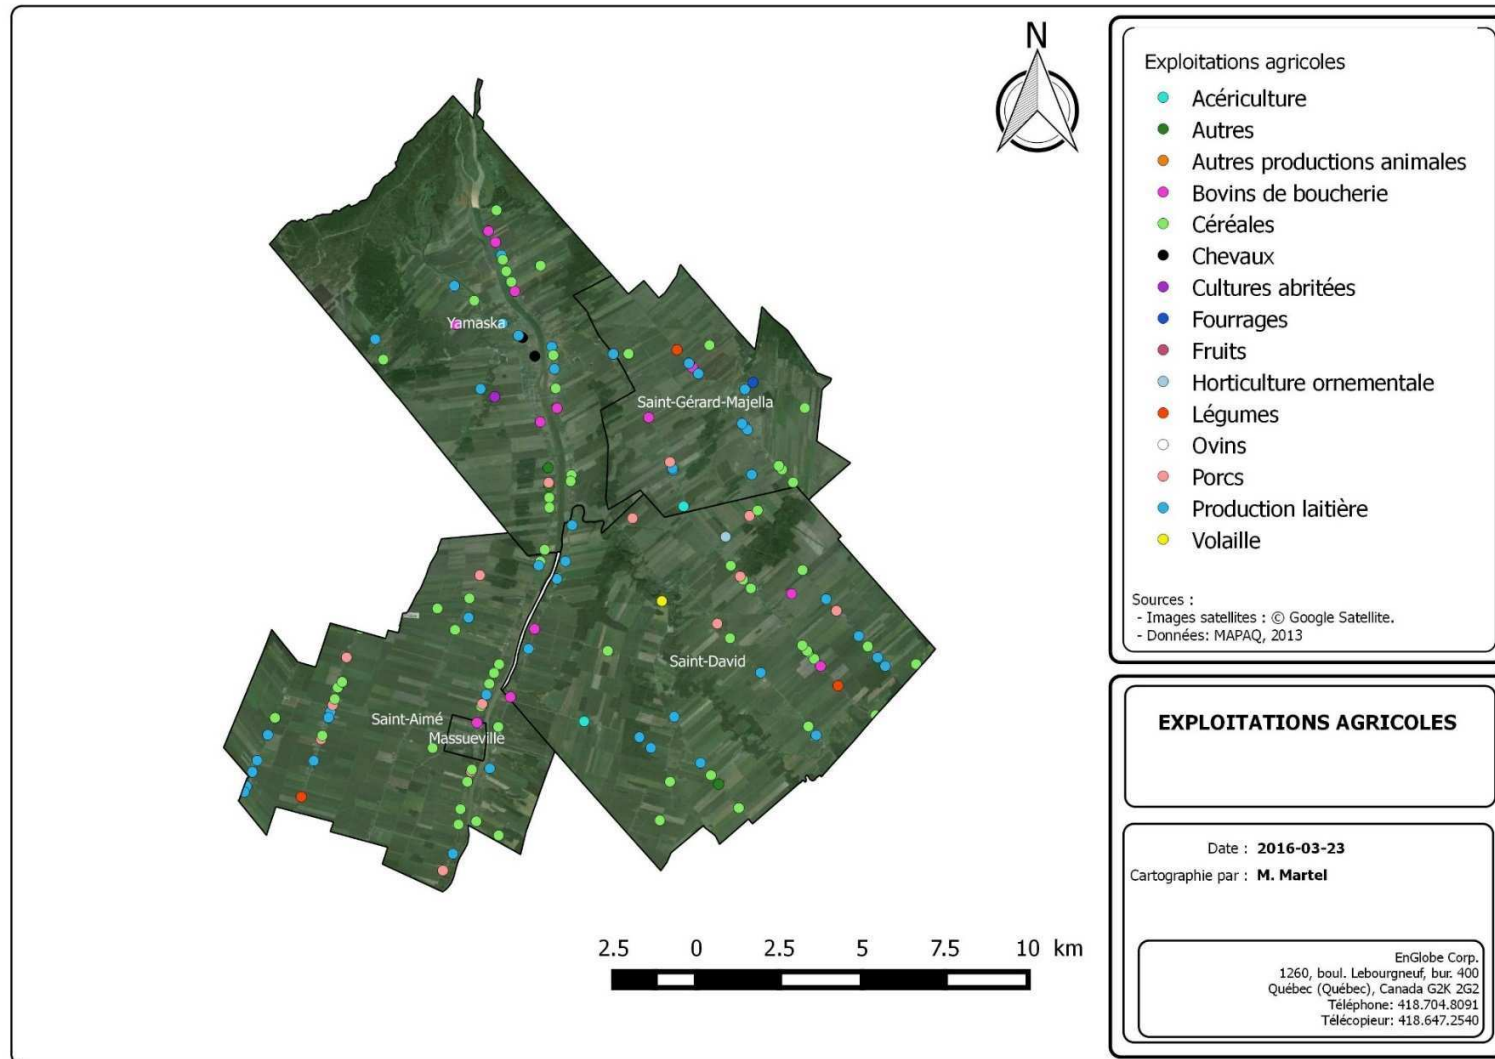 N
Yamaska
Saint-Gérard-Majella
Saint-David
Saint-Aimé
Massueville
2.5 0 2.5 5 7.5 10 km
Exploitations agricoles
Acériculture
Autres
Autres productions animales
Bovins de boucherie
Céréales
Chevaux
Cultures abritées
Fourrages
Fruits
Horticulture ornementale
Légumes
Ovins
Porcs
Production laitière
Volaille
Sources :
- Images satellites : © Google Satellite.
- Données: MAPAQ, 2013
EXPLOITATIONS AGRICOLES
Date : 2016-03-23
Cartographie par : M. Martel
EnGlobe Corp.
1260, boul. Lebourgneuf, bur. 400
Québec (Québec), Canada G2K 2G2
Téléphone: 418.704.8091
Télécopieur: 418.647.2540